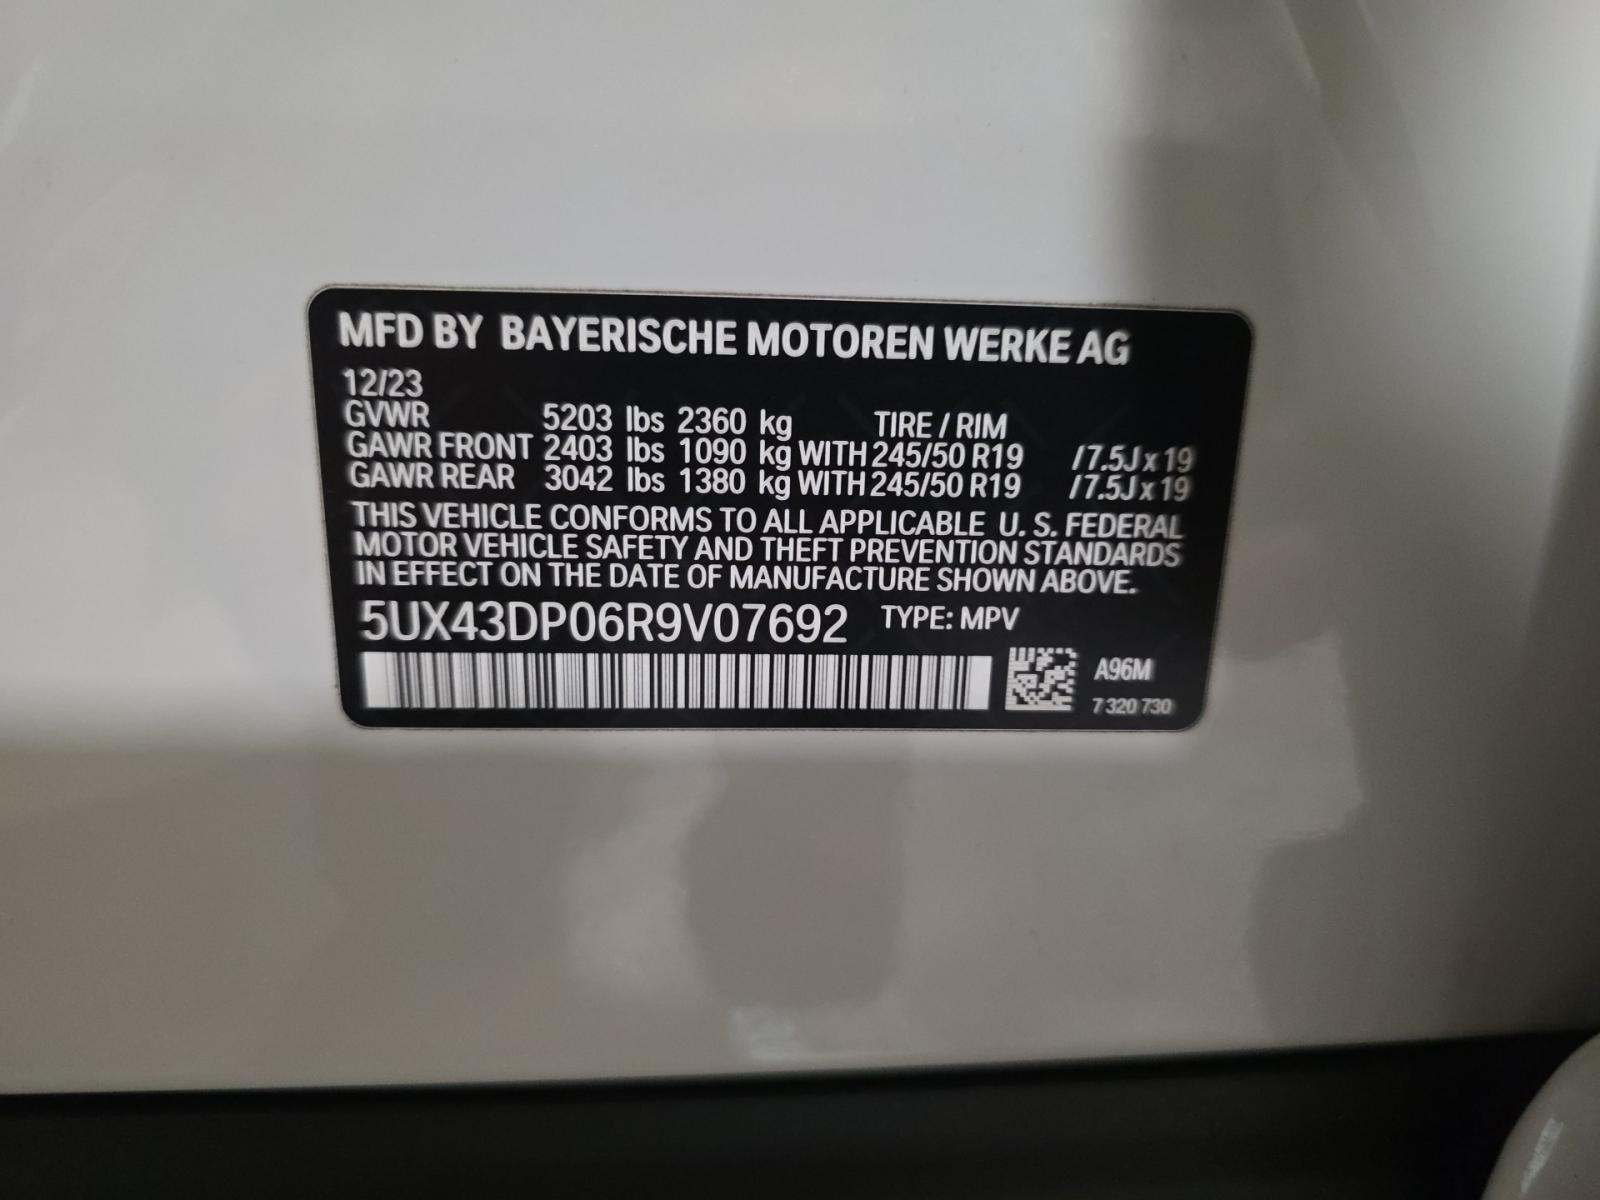 MFD BY BAYERISCHE MOTOREN WERKE AG
12/23
GVWR 5203 lbs 2360 kg TIRE / RIM
GAWR FRONT 2403 lbs 1090 kg WITH 245/50 R19 /7.5J x 19
GAWR REAR 3042 lbs 1380 kg WITH 245/50 R19 /7.5J x 19
THIS VEHICLE CONFORMS TO ALL APPLICABLE U. S. FEDERAL
MOTOR VEHICLE SAFETY AND THEFT PREVENTION STANDARDS
IN EFFECT ON THE DATE OF MANUFACTURE SHOWN ABOVE.
5UX43DP06R9V07692 TYPE: MPV
A96M
7 320 730